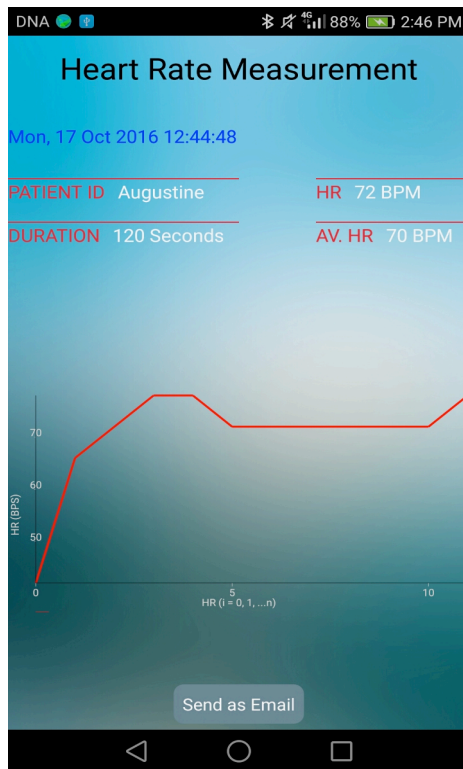 DNA 4G 88% 2:46 PM
Heart Rate Measurement
Mon, 17 Oct 2016 12:44:48
PATIENT ID Augustine HR 72 BPM
DURATION 120 Seconds AV. HR 70 BPM
70
60
50
HR (BPS)
0 5 10
HR (i = 0, 1, ...n)
Send as Email